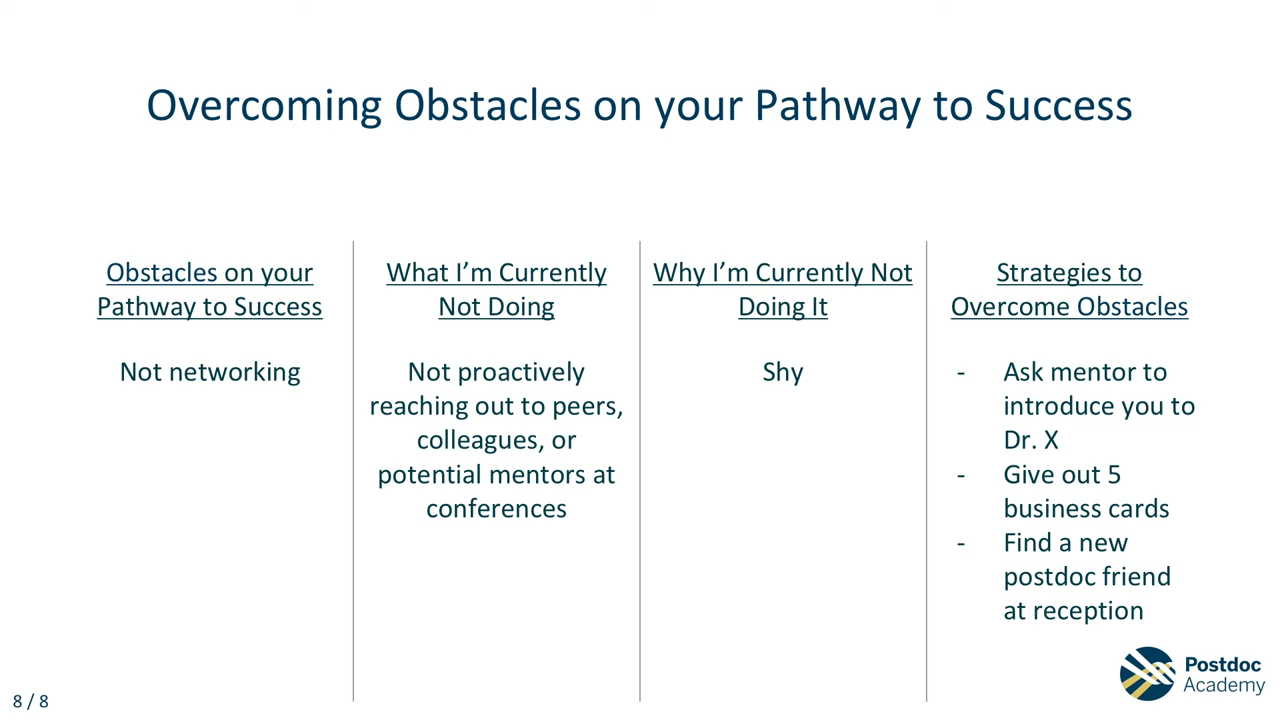 Overcoming Obstacles on your Pathway to Success
Obstacles on your
Pathway to Success
Not networking
What I'm Currently
Not Doing
Not proactively
reaching out to peers,
colleagues, or
potential mentors at
conferences
Why I'm Currently Not
Doing It
Shy
Strategies to
Overcome Obstacles
- Ask mentor to
introduce you to
Dr. X
- Give out 5
business cards
- Find a new
postdoc friend
at reception
Postdoc
Academy
8 / 8